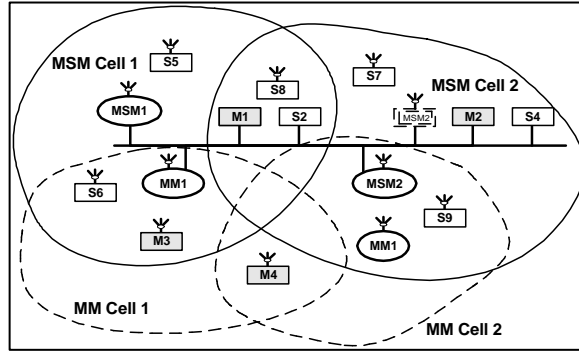 MSM Cell 1
S5
S7
MSM Cell 2
S8
MSM1
M1
S2
MSM2
M2
S4
S6
MM1
MSM2
S9
M3
MM1
M4
MM Cell 1
MM Cell 2